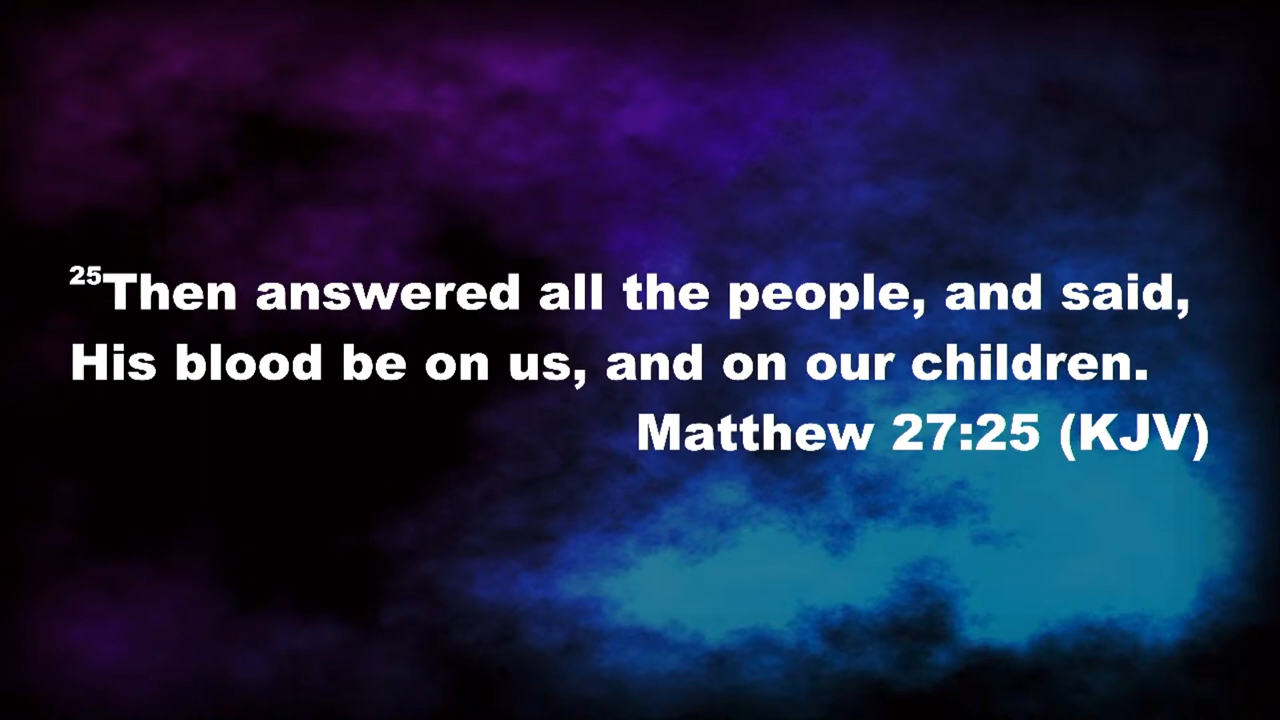 25Then answered all the people, and said,
His blood be on us, and on our children.
Matthew 27:25 (KJV)